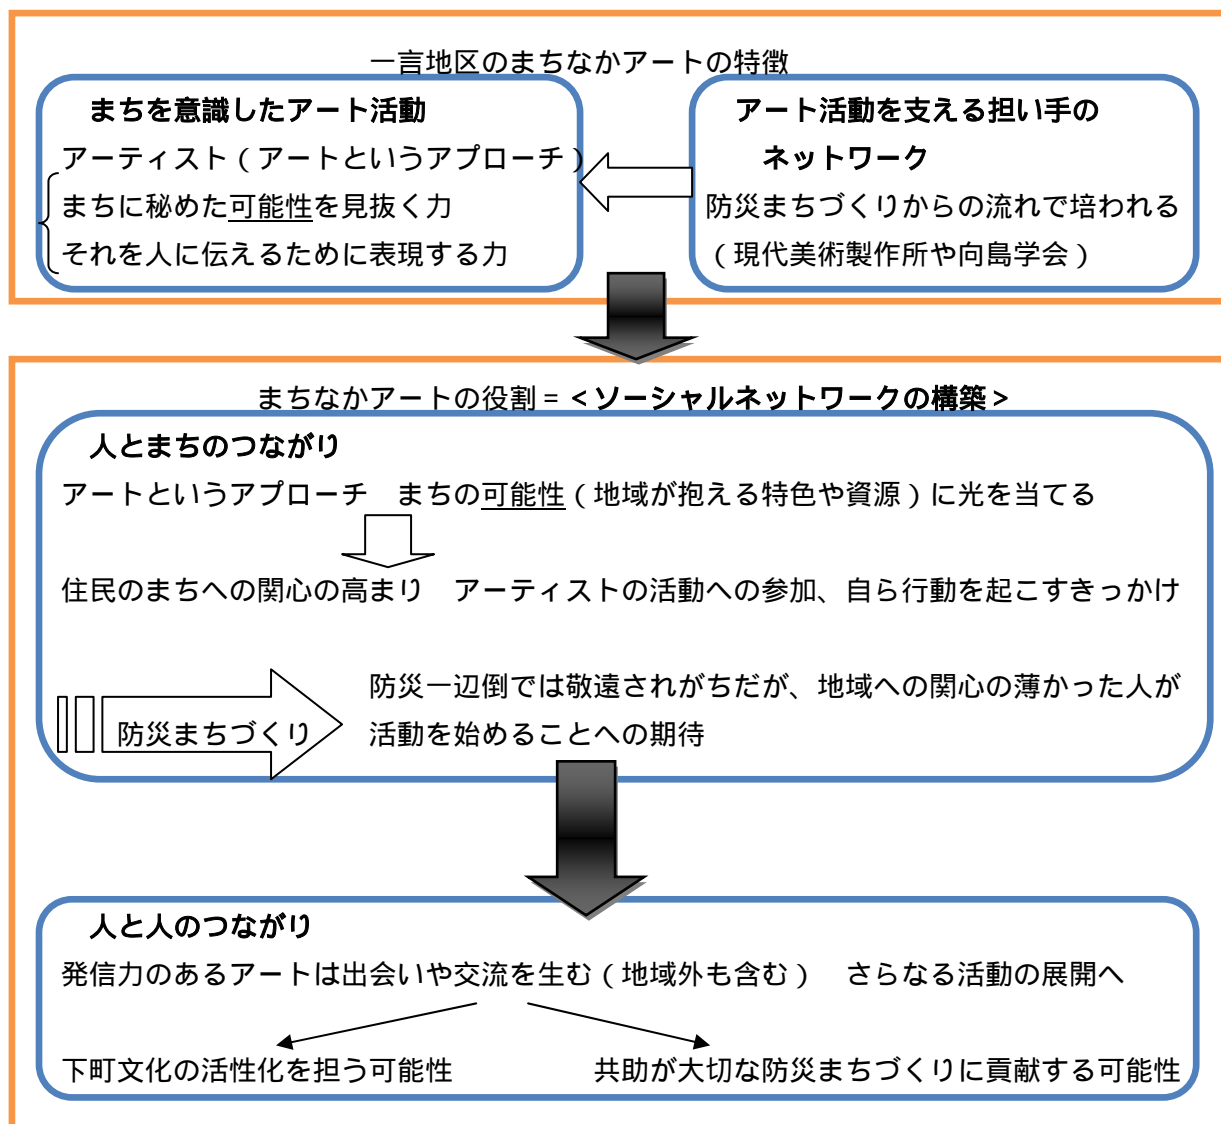 一言地区のまちなかアートの特徴
まちを意識したアート活動
アーティスト（アートというアプローチ）
まちに秘めた可能性を見抜く力
それを人に伝えるために表現する力
アート活動を支える担い手の
ネットワーク
防災まちづくりからの流れで培われる
（現代美術製作所や向島学会）
まちなかアートの役割＝＜ソーシャルネットワークの構築＞
人とまちのつながり
アートというアプローチ　まちの可能性（地域が抱える特色や資源）に光を当てる
住民のまちへの関心の高まり　アーティストの活動への参加、自ら行動を起こすきっかけ
防災まちづくり
防災一辺倒では敬遠されがちだが、地域への関心の薄かった人が
活動を始めることへの期待
人と人のつながり
発信力のあるアートは出会いや交流を生む（地域外も含む）　さらなる活動の展開へ
下町文化の活性化を担う可能性
共助が大切な防災まちづくりに貢献する可能性